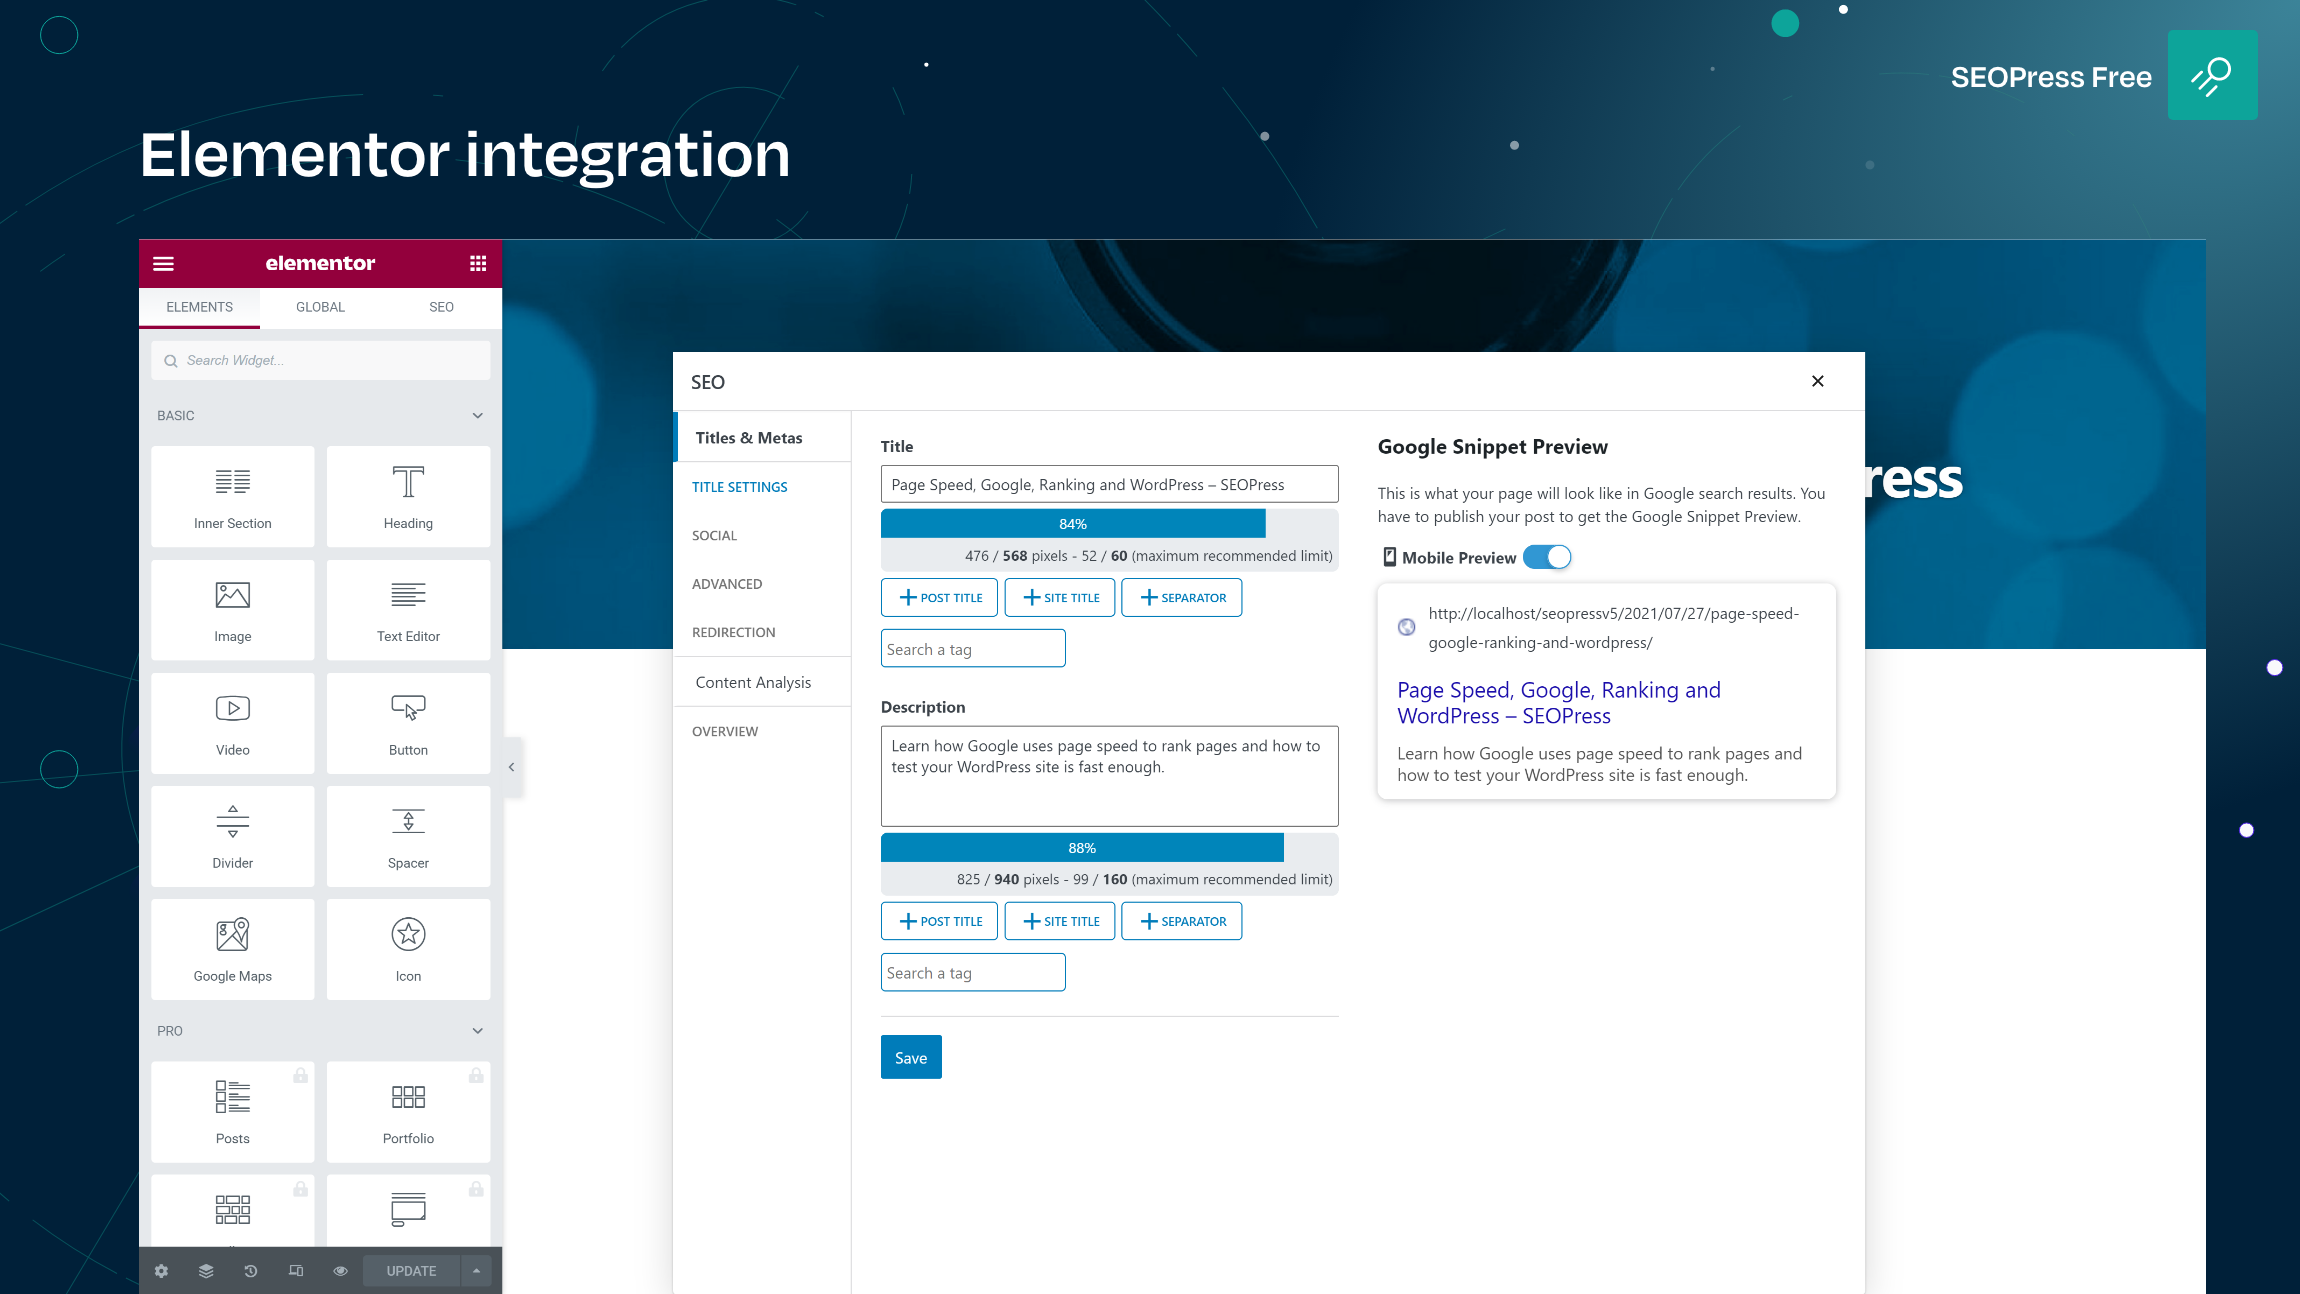 SEOPress Free
Elementor integration
elementor
ELEMENTS
GLOBAL
SEO
Search Widget...
BASIC
Inner Section
Heading
Image
Text Editor
Video
Button
Divider
Spacer
Google Maps
Icon
PRO
Posts
Portfolio
UPDATE
ress
SEO
Titles & Metas
TITLE SETTINGS
SOCIAL
ADVANCED
REDIRECTION
Content Analysis
OVERVIEW
Title
Page Speed, Google, Ranking and WordPress – SEOPress
84%
476 / 568 pixels - 52 / 60 (maximum recommended limit)
POST TITLE
SITE TITLE
SEPARATOR
Search a tag
Description
Learn how Google uses page speed to rank pages and how to
test your WordPress site is fast enough.
88%
825 / 940 pixels - 99 / 160 (maximum recommended limit)
POST TITLE
SITE TITLE
SEPARATOR
Search a tag
Save
Google Snippet Preview
This is what your page will look like in Google search results. You
have to publish your post to get the Google Snippet Preview.
Mobile Preview
http://localhost/seopressv5/2021/07/27/page-speed-
google-ranking-and-wordpress/
Page Speed, Google, Ranking and
WordPress – SEOPress
Learn how Google uses page speed to rank pages and
how to test your WordPress site is fast enough.